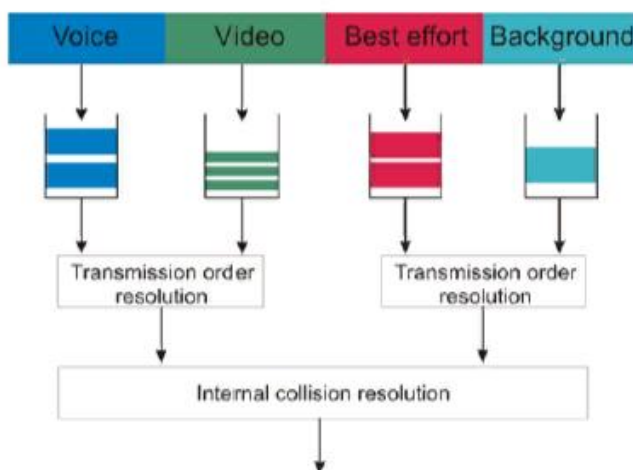 Voice Video Best effort Background
Transmission order Transmission order
resolution resolution
Internal collision resolution